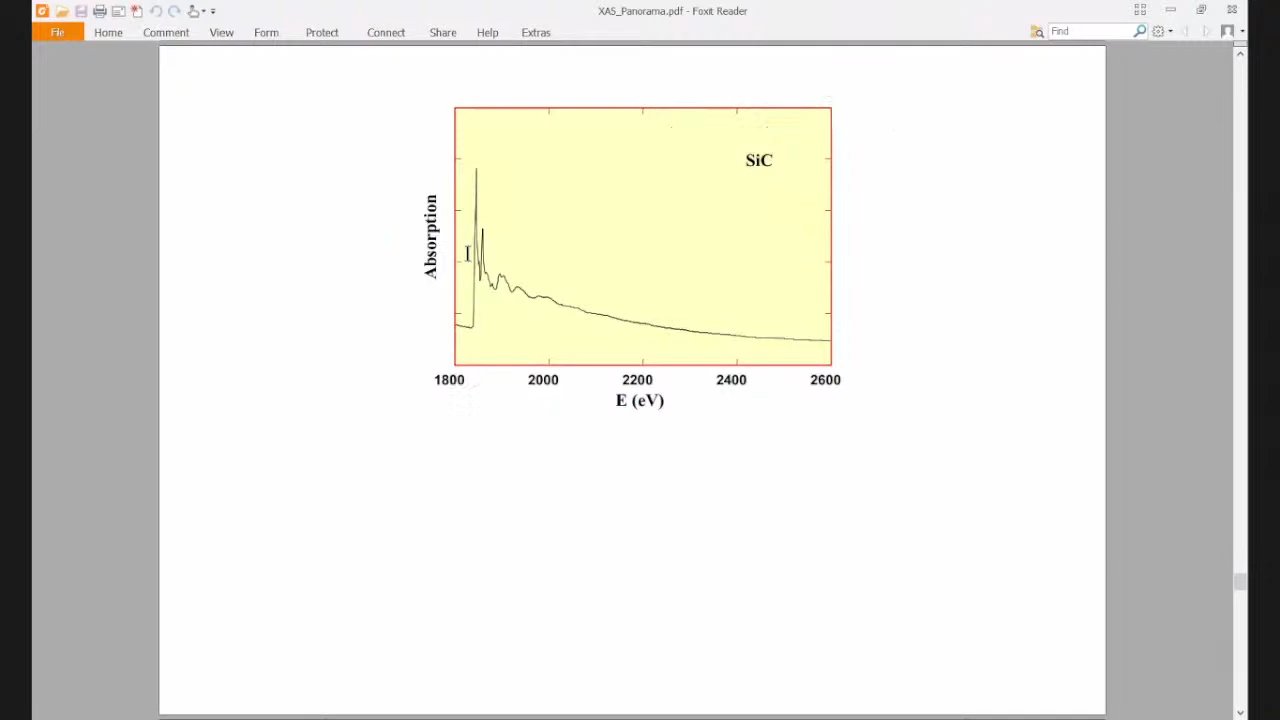 XAS_Panorama.pdf - Foxit Reader
File Home Comment View Form Protect Connect Share Help Extras Find
SiC
Absorption
1800 2000 2200 2400 2600
E (eV)